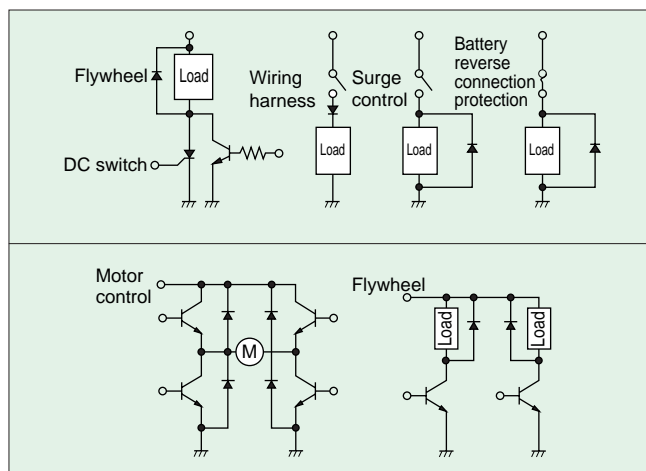 Flywheel
Load
DC switch
Wiring
harness
Load
Surge
control
Load
Battery
reverse
connection
protection
Load
Motor
control
M
Flywheel
Load
Load